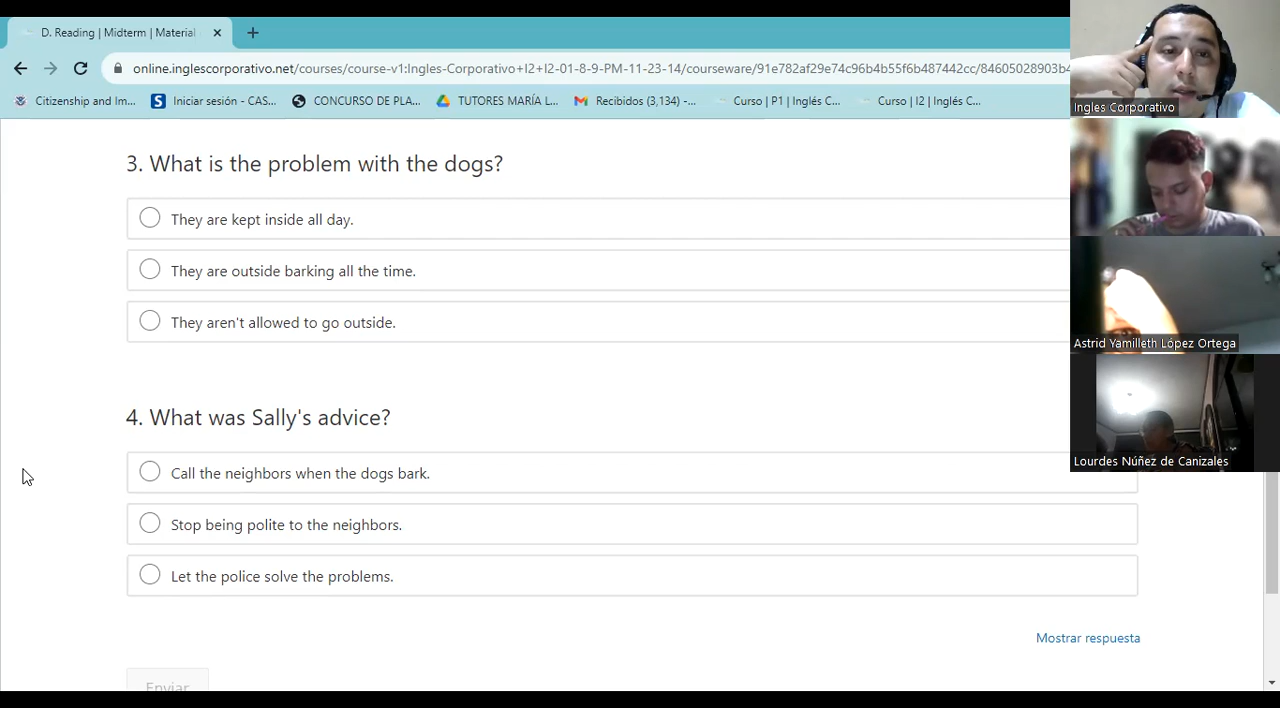 D. Reading | Midterm | Material
online.inglescorporativo.net/courses/course-v1:Ingles-Corporativo+I2+I2-01-8-9-PM-11-23-14/courseware/91e782af29e74c96b4b55f6b487442cc/84605028903b4
Citizenship and Im... Iniciar sesión - CAS... CONCURSO DE PLA... TUTORES MARÍA L... Recibidos (3,134) -... Curso | P1 | Inglés C... Curso | I2 | Inglés C...
Ingles Corporativo
3. What is the problem with the dogs?
They are kept inside all day.
They are outside barking all the time.
They aren't allowed to go outside.
Astrid Yamilleth López Ortega
4. What was Sally's advice?
Lourdes Núñez de Canizales
Call the neighbors when the dogs bark.
Stop being polite to the neighbors.
Let the police solve the problems.
Mostrar respuesta
Enviar